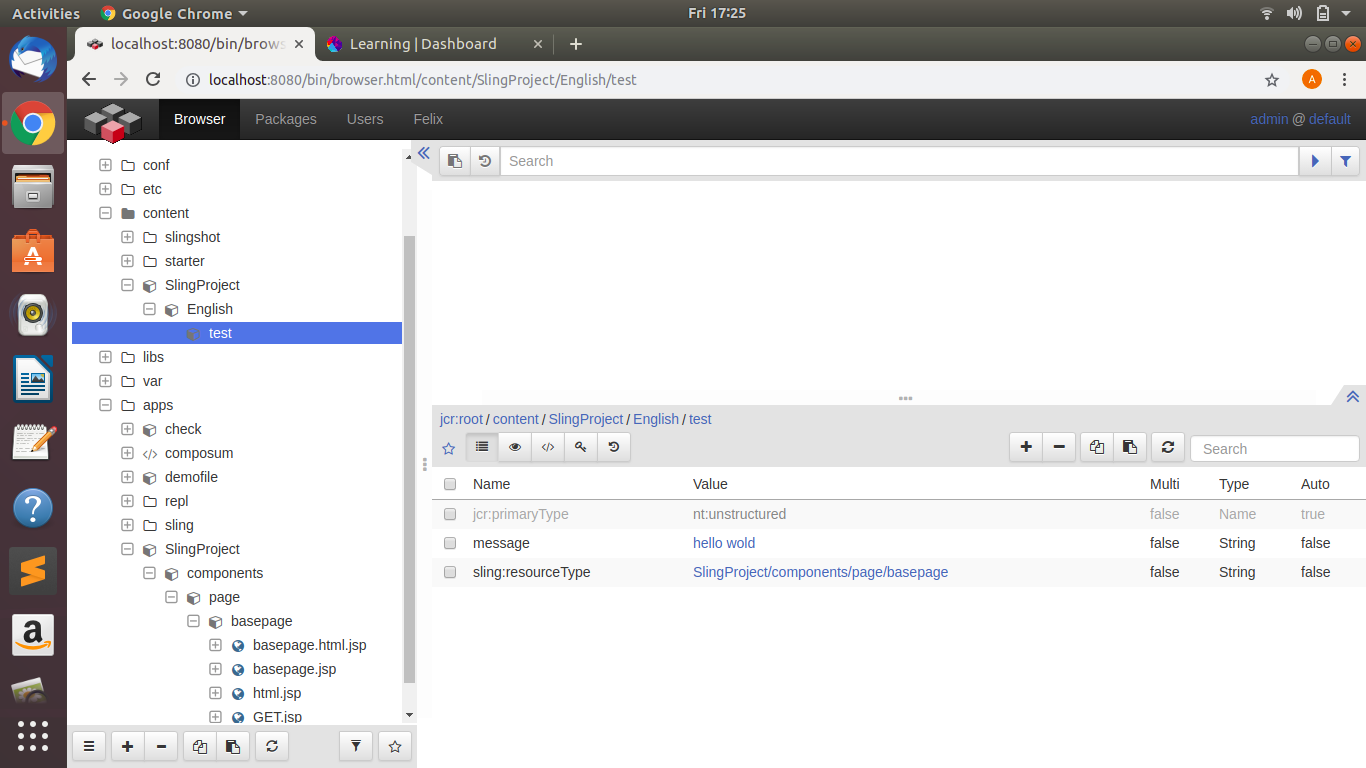 Activities Google Chrome Fri 17:25
localhost:8080/bin/brows Learning | Dashboard
localhost:8080/bin/browser.html/content/SlingProject/English/test A
Browser Packages Users Felix admin @ default
conf
etc
content
slingshot
starter
SlingProject
English
test
libs
var
apps
check
composum
demofile
repl
sling
SlingProject
components
page
basepage
basepage.html.jsp
basepage.jsp
html.jsp
GET.jsp
Search
jcr:root / content / SlingProject / English / test
Search
Name Value Multi Type Auto
jcr:primaryType nt:unstructured false Name true
message hello wold false String false
sling:resourceType SlingProject/components/page/basepage false String false